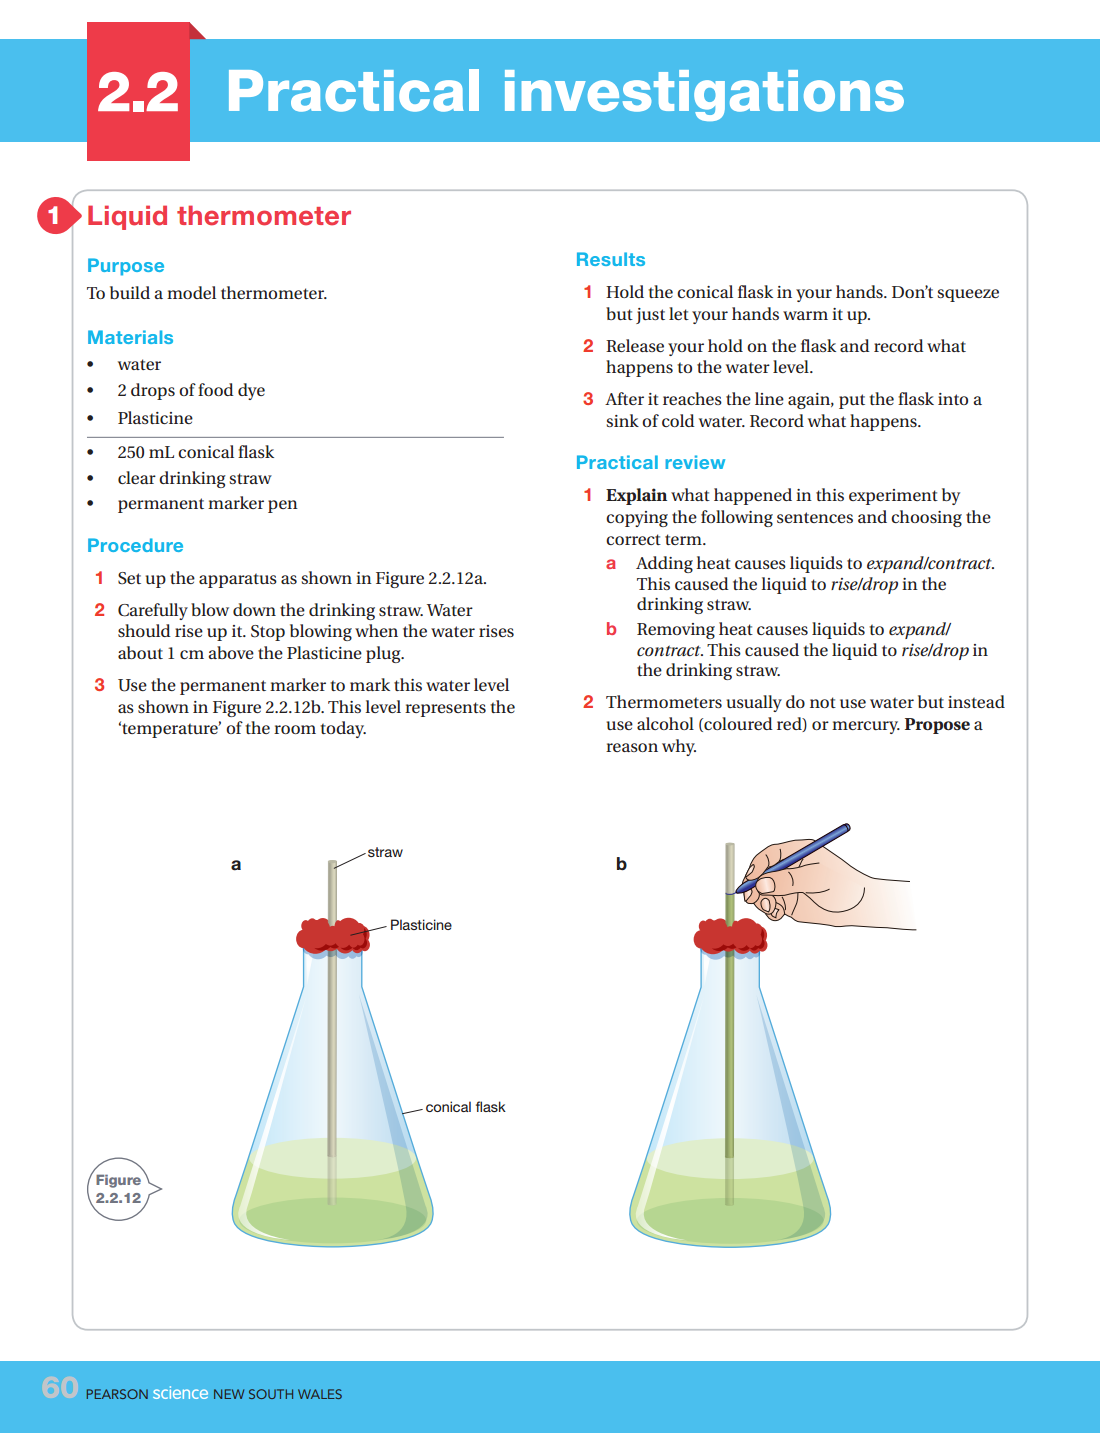 2.2
Practical investigations
1
Liquid thermometer
Purpose
To build a model thermometer.
Materials
• water
• 2 drops of food dye
• Plasticine
• 250 mL conical flask
• clear drinking straw
• permanent marker pen
Procedure
1 Set up the apparatus as shown in Figure 2.2.12a.
2 Carefully blow down the drinking straw. Water
should rise up it. Stop blowing when the water rises
about 1 cm above the Plasticine plug.
3 Use the permanent marker to mark this water level
as shown in Figure 2.2.12b. This level represents the
‘temperature’ of the room today.
Results
1 Hold the conical flask in your hands. Don’t squeeze
but just let your hands warm it up.
2 Release your hold on the flask and record what
happens to the water level.
3 After it reaches the line again, put the flask into a
sink of cold water. Record what happens.
Practical review
1 Explain what happened in this experiment by
copying the following sentences and choosing the
correct term.
a Adding heat causes liquids to expand/contract.
This caused the liquid to rise/drop in the
drinking straw.
b Removing heat causes liquids to expand/
contract. This caused the liquid to rise/drop in
the drinking straw.
2 Thermometers usually do not use water but instead
use alcohol (coloured red) or mercury. Propose a
reason why.
a
straw
Plasticine
conical flask
b
Figure
2.2.12
60 PEARSON science NEW SOUTH WALES